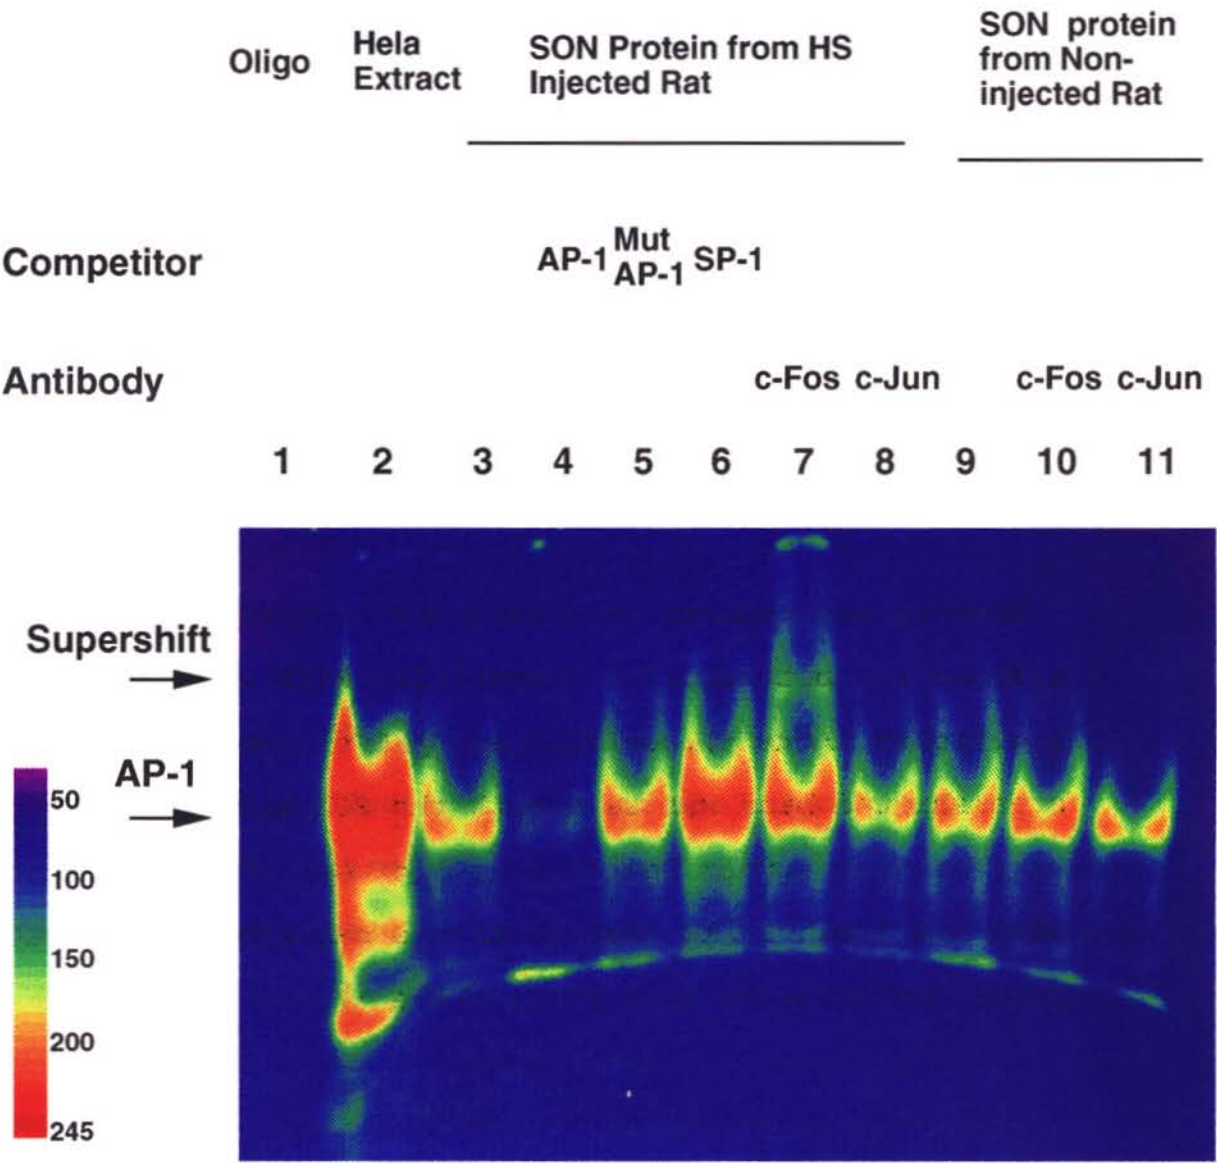 Oligo
Hela
Extract
SON Protein from HS
Injected Rat
SON protein
from Non-
injected Rat
Competitor
AP-1
Mut
AP-1
SP-1
Antibody
c-Fos c-Jun
c-Fos c-Jun
1 2 3 4 5 6 7 8 9 10 11
Supershift
AP-1
50
100
150
200
245